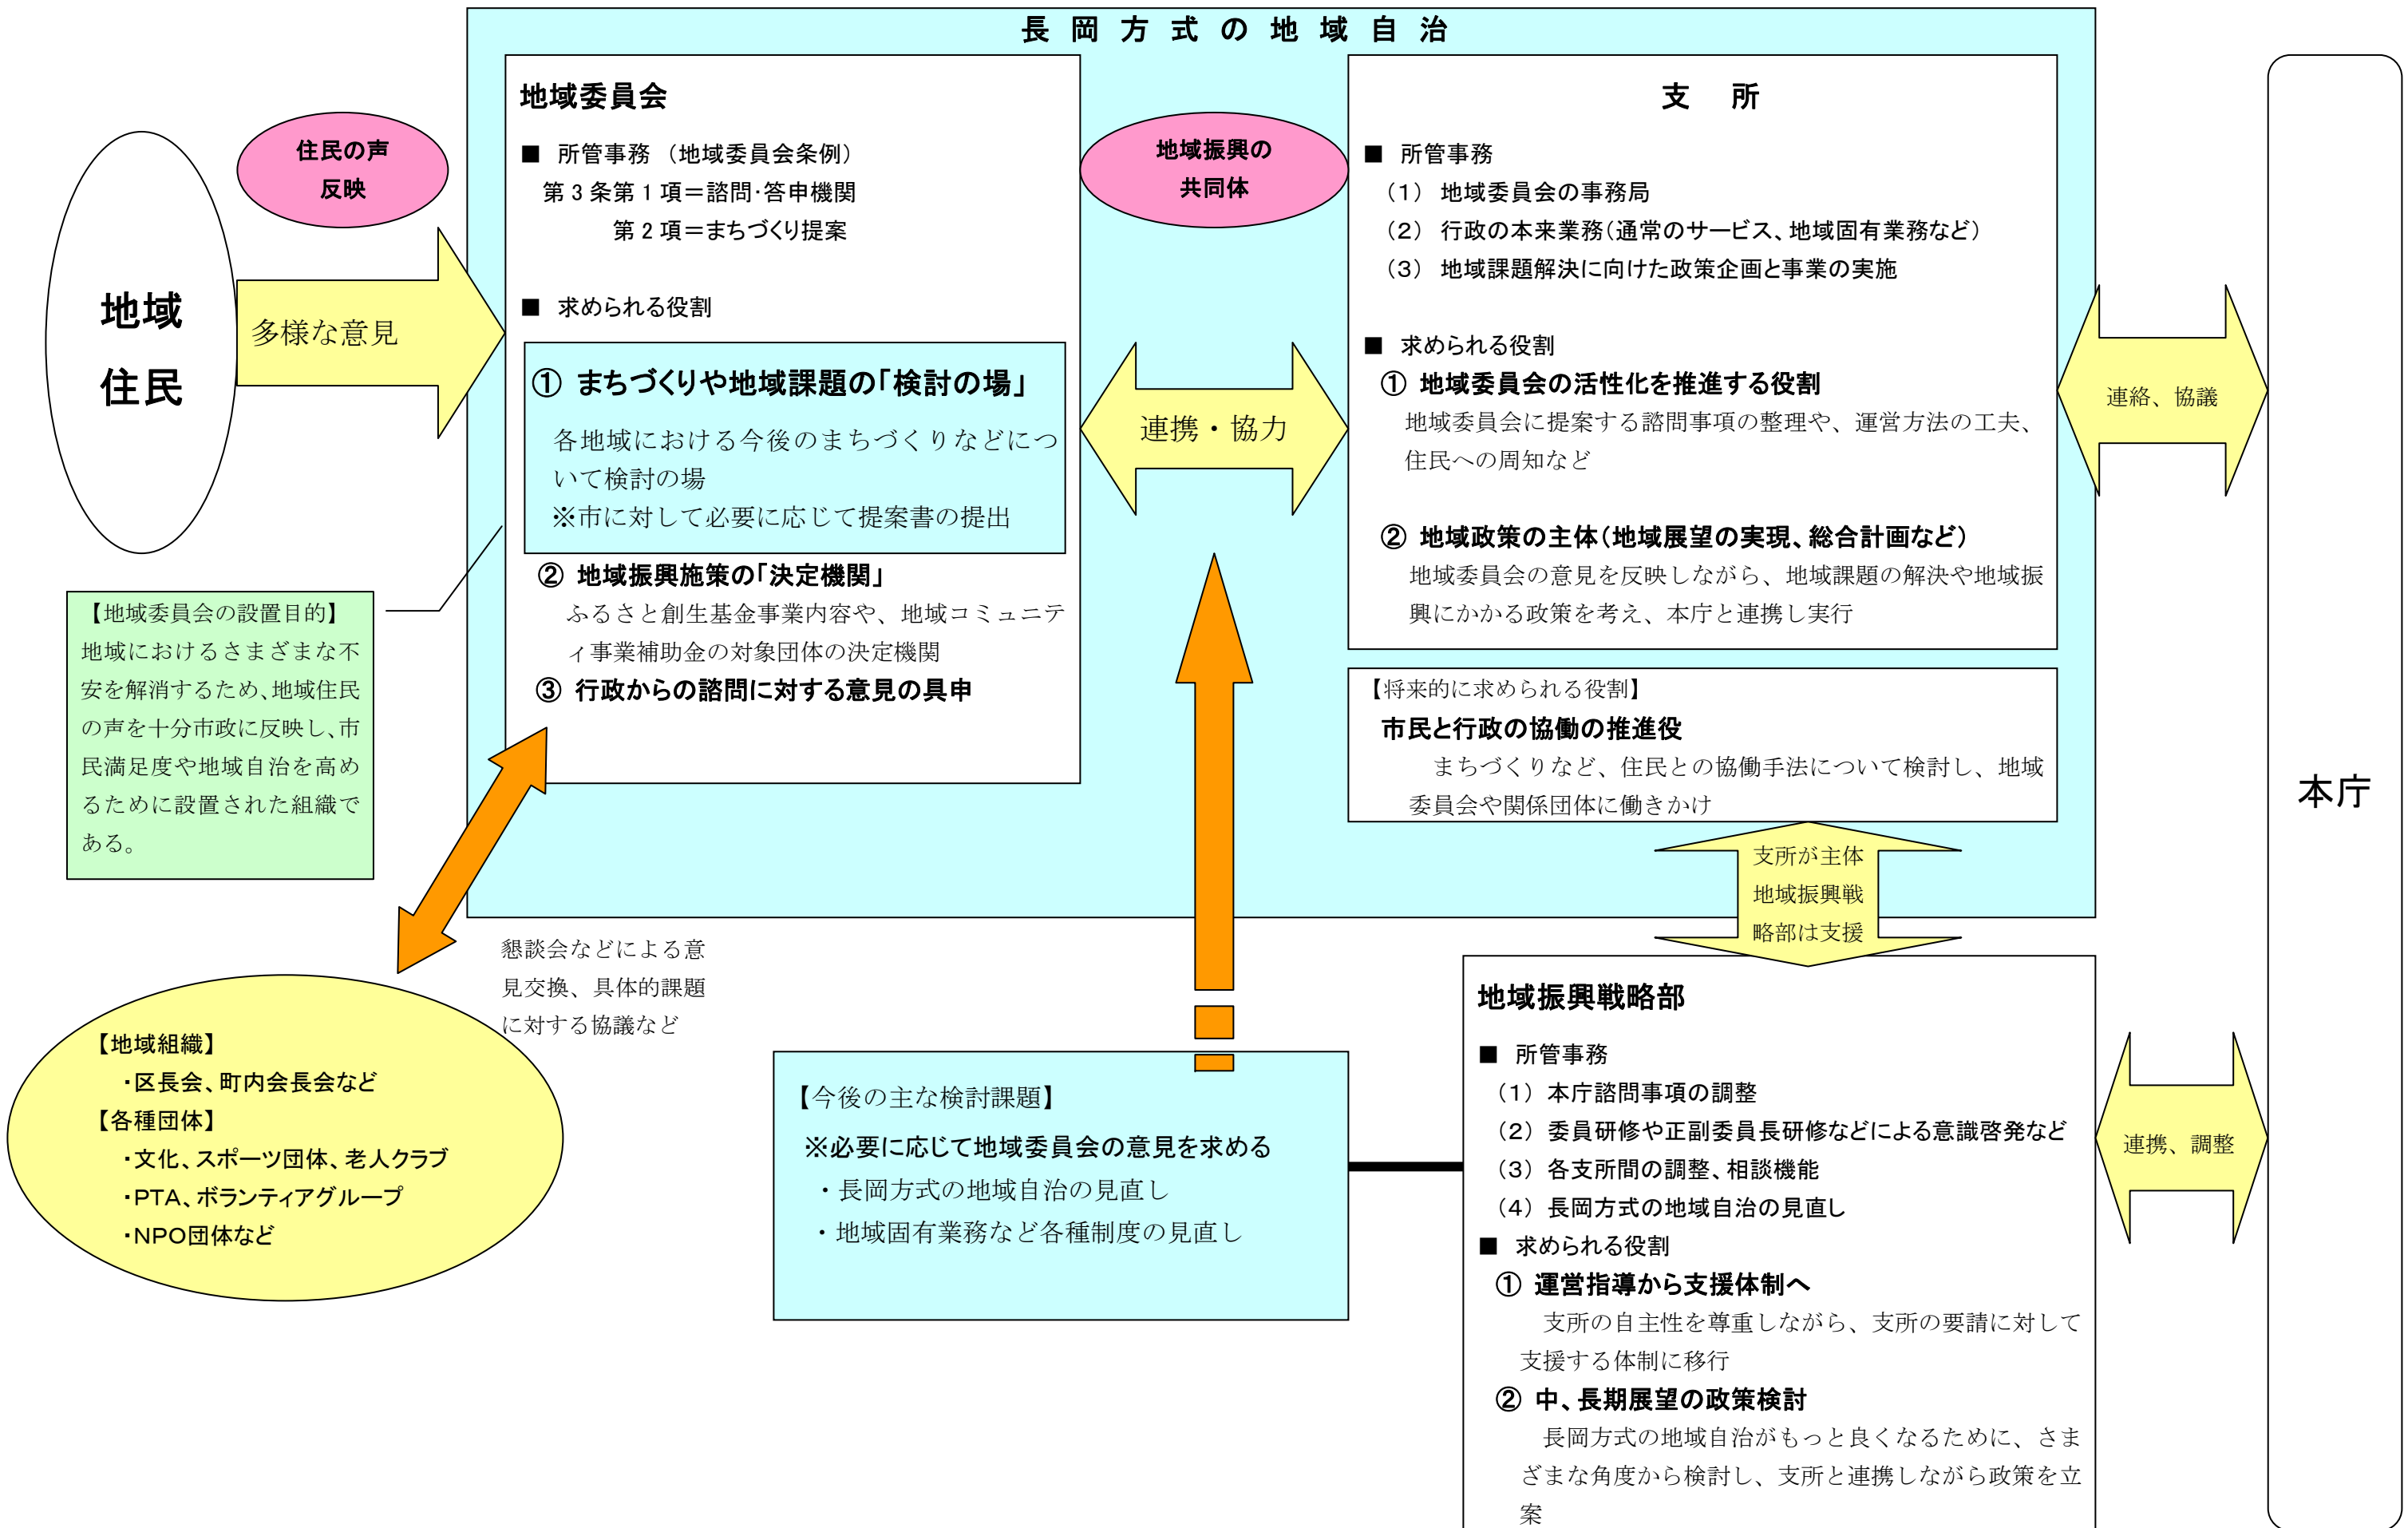 長岡方式の地域自治
地域
住民
住民の声
反映
多様な意見
【地域委員会の設置目的】
地域におけるさまざまな不
安を解消するため、地域住民
の声を十分市政に反映し、市
民満足度や地域自治を高め
るために設置された組織で
ある。
地域委員会
■ 所管事務 （地域委員会条例）
第3条第1項＝諮問・答申機関
第2項＝まちづくり提案
■ 求められる役割
① まちづくりや地域課題の「検討の場」
各地域における今後のまちづくりなどにつ
いて検討の場
※市に対して必要に応じて提案書の提出
② 地域振興施策の「決定機関」
ふるさと創生基金事業内容や、地域コミュニテ
ィ事業補助金の対象団体の決定機関
③ 行政からの諮問に対する意見の具申
地域振興の
共同体
連携・協力
支 所
■ 所管事務
（1） 地域委員会の事務局
（2） 行政の本来業務（通常のサービス、地域固有業務など）
（3） 地域課題解決に向けた政策企画と事業の実施
■ 求められる役割
① 地域委員会の活性化を推進する役割
地域委員会に提案する諮問事項の整理や、運営方法の工夫、
住民への周知など
② 地域政策の主体（地域展望の実現、総合計画など）
地域委員会の意見を反映しながら、地域課題の解決や地域振
興にかかる政策を考え、本庁と連携し実行
【将来的に求められる役割】
市民と行政の協働の推進役
まちづくりなど、住民との協働手法について検討し、地域
委員会や関係団体に働きかけ
連絡、協議
本庁
支所が主体
地域振興戦
略部は支援
懇談会などによる意
見交換、具体的課題
に対する協議など
【地域組織】
・区長会、町内会長会など
【各種団体】
・文化、スポーツ団体、老人クラブ
・PTA、ボランティアグループ
・NPO団体など
【今後の主な検討課題】
※必要に応じて地域委員会の意見を求める
・長岡方式の地域自治の見直し
・地域固有業務など各種制度の見直し
地域振興戦略部
■ 所管事務
（1） 本庁諮問事項の調整
（2） 委員研修や正副委員長研修などによる意識啓発など
（3） 各支所間の調整、相談機能
（4） 長岡方式の地域自治の見直し
■ 求められる役割
① 運営指導から支援体制へ
支所の自主性を尊重しながら、支所の要請に対して
支援する体制に移行
② 中、長期展望の政策検討
長岡方式の地域自治がもっと良くなるために、さま
ざまな角度から検討し、支所と連携しながら政策を立
案
連携、調整